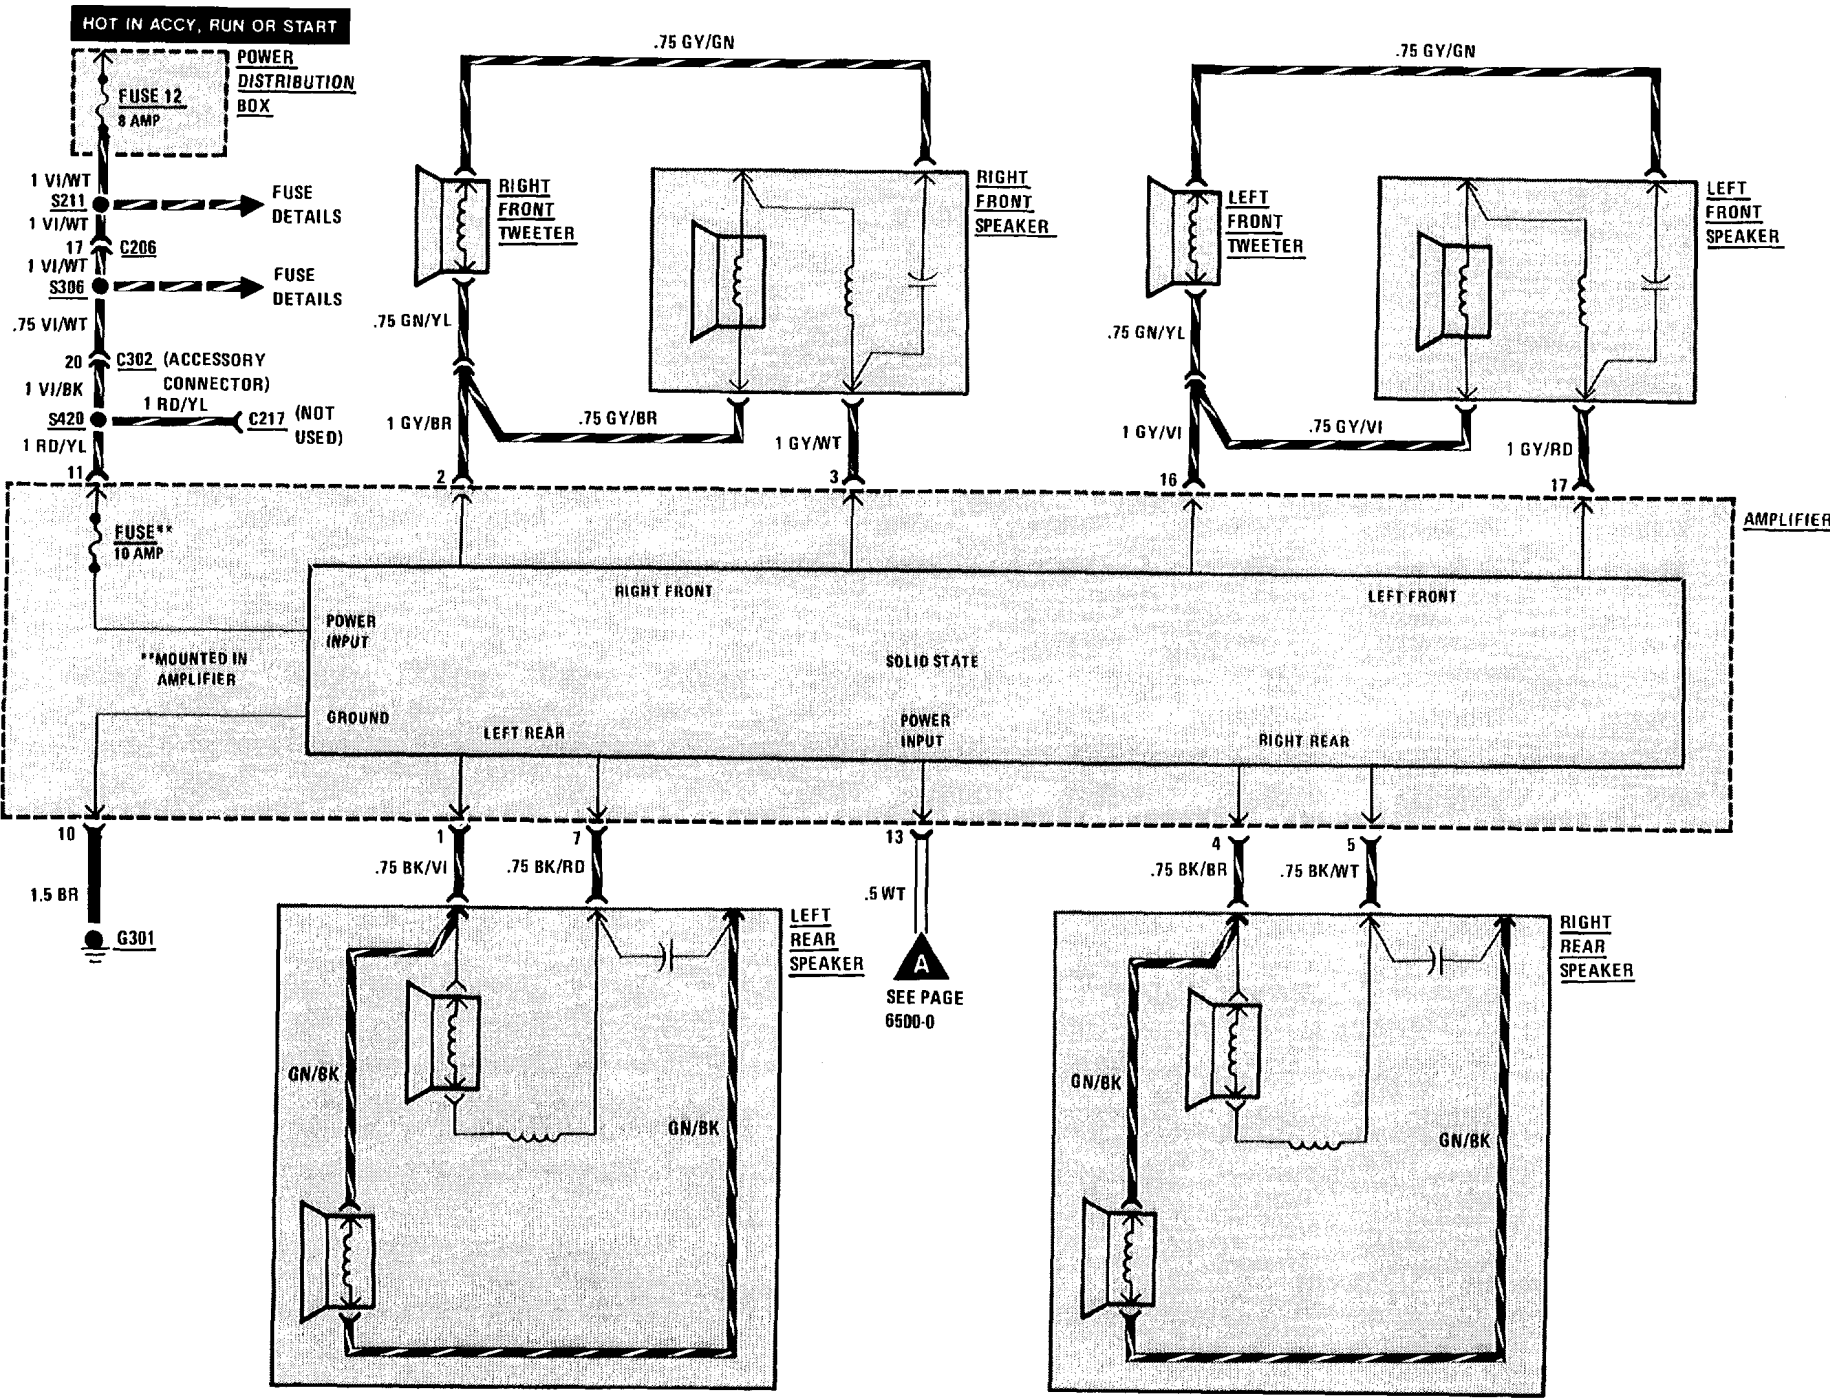 HOT IN ACCY, RUN OR START
POWER
DISTRIBUTION
BOX
FUSE 12
8 AMP
1 VI/WT
S211
FUSE
DETAILS
1 VI/WT
17
C206
1 VI/WT
S306
FUSE
DETAILS
.75 VI/WT
20
C302 (ACCESSORY
CONNECTOR)
1 VI/BK
1 RD/YL
S420
C217 (NOT
USED)
1 RD/YL
11
.75 GY/GN
RIGHT
FRONT
TWEETER
.75 GN/YL
1 GY/BR
.75 GY/BR
2
RIGHT
FRONT
SPEAKER
1 GY/WT
3
.75 GY/GN
LEFT
FRONT
TWEETER
.75 GN/YL
1 GY/VI
.75 GY/VI
16
LEFT
FRONT
SPEAKER
1 GY/RD
17
AMPLIFIER
FUSE**
10 AMP
RIGHT FRONT
LEFT FRONT
POWER
INPUT
**MOUNTED IN
AMPLIFIER
SOLID STATE
GROUND
LEFT REAR
POWER
INPUT
RIGHT REAR
10
1
7
13
4
5
1.5 BR
.75 BK/VI
.75 BK/RD
.5 WT
.75 BK/BR
.75 BK/WT
G301
LEFT
REAR
SPEAKER
A
SEE PAGE
6500-0
RIGHT
REAR
SPEAKER
GN/BK
GN/BK
GN/BK
GN/BK